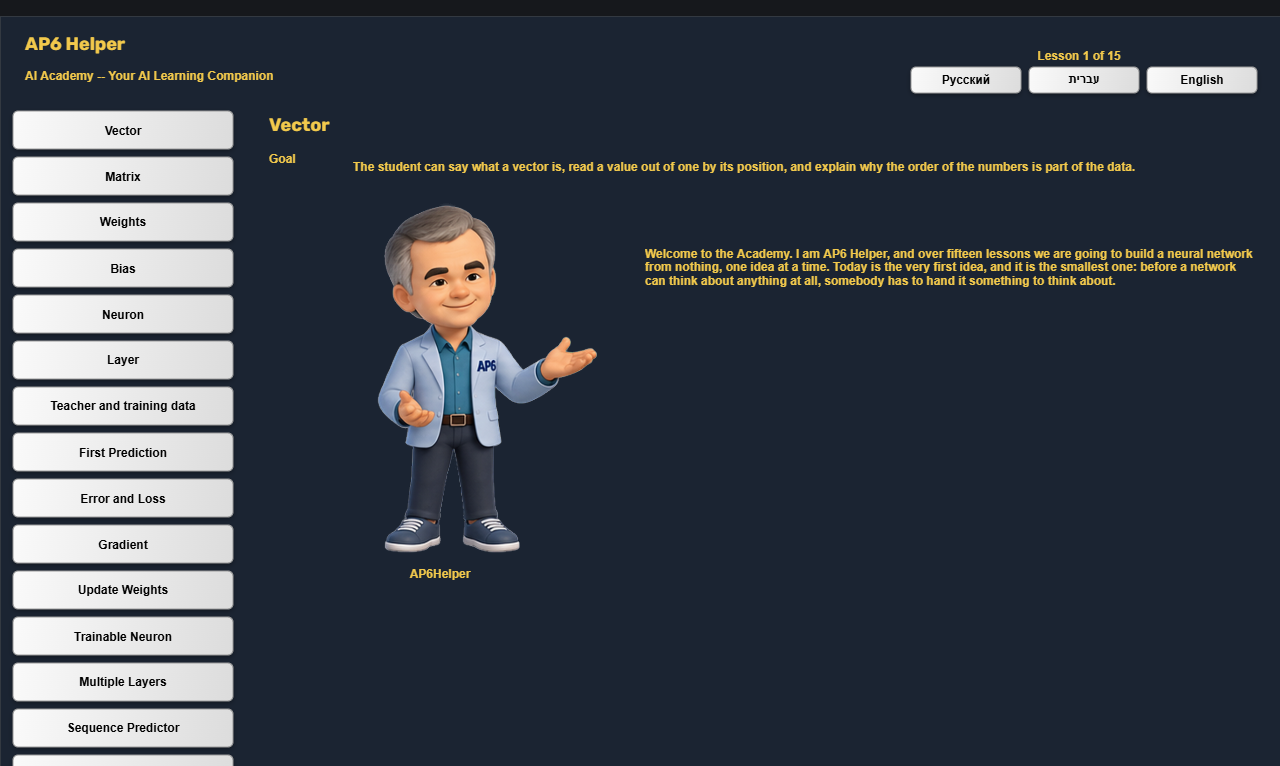 AP6 Helper
AI Academy -- Your AI Learning Companion
Lesson 1 of 15
Русский
עברית
English
Vector
Matrix
Weights
Bias
Neuron
Layer
Teacher and training data
First Prediction
Error and Loss
Gradient
Update Weights
Trainable Neuron
Multiple Layers
Sequence Predictor
Vector
Goal
The student can say what a vector is, read a value out of one by its position, and explain why the order of the numbers is part of the data.
AP6
Welcome to the Academy. I am AP6 Helper, and over fifteen lessons we are going to build a neural network
from nothing, one idea at a time. Today is the very first idea, and it is the smallest one: before a network
can think about anything at all, somebody has to hand it something to think about.
AP6Helper